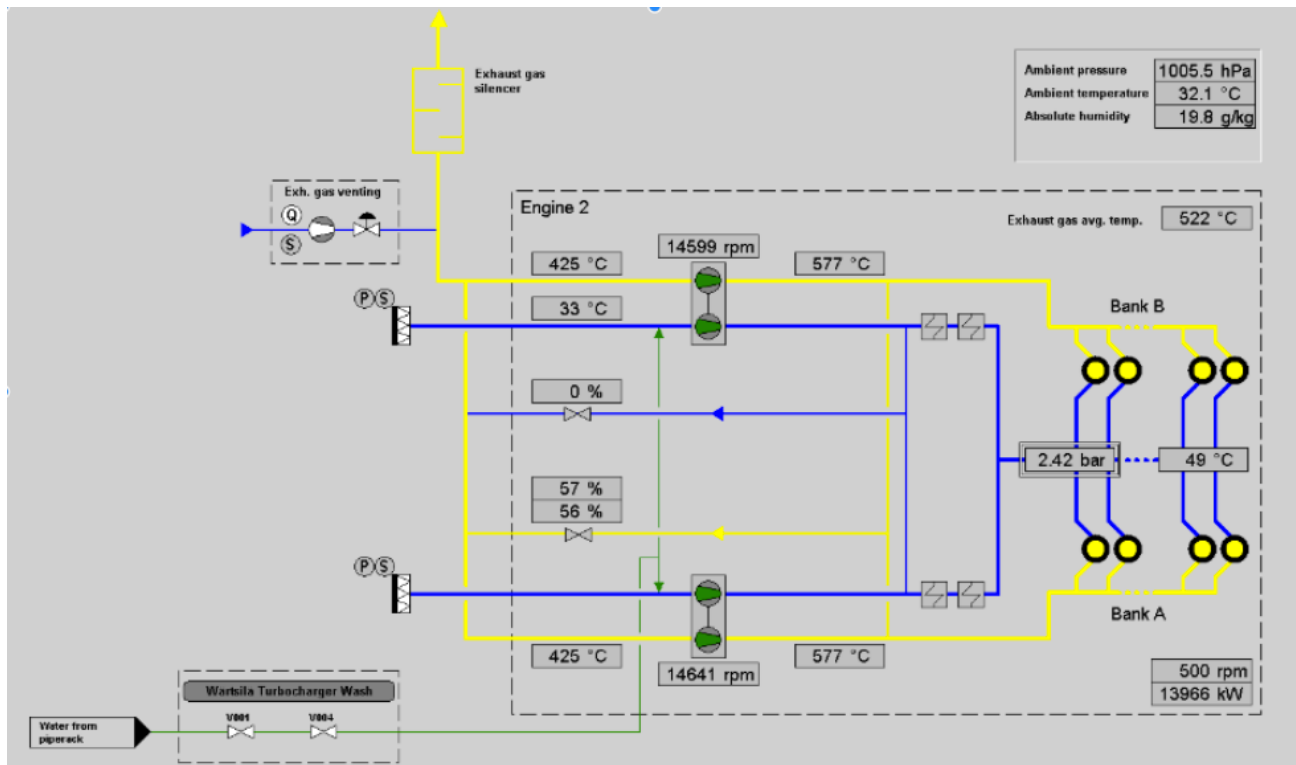 Exhaust gas
silencer
Ambient pressure 1005.5 hPa
Ambient temperature 32.1 °C
Absolute humidity 19.8 g/kg
Exh. gas venting
Q
S
Engine 2
Exhaust gas avg. temp. 522 °C
14599 rpm
425 °C
577 °C
P S
33 °C
Bank B
0 %
2.42 bar
49 °C
57 %
56 %
P S
Bank A
425 °C
577 °C
14641 rpm
500 rpm
13966 kW
Wartsila Turbocharger Wash
V001 V004
Water from
piperack